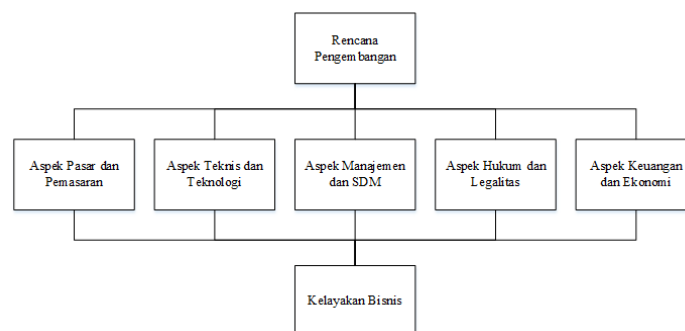 Rencana
Pengembangan
Aspek Pasar dan
Pemasaran
Aspek Teknis dan
Teknologi
Aspek Manajemen
dan SDM
Aspek Hukum dan
Legalitas
Aspek Keuangan
dan Ekonomi
Kelayakan Bisnis